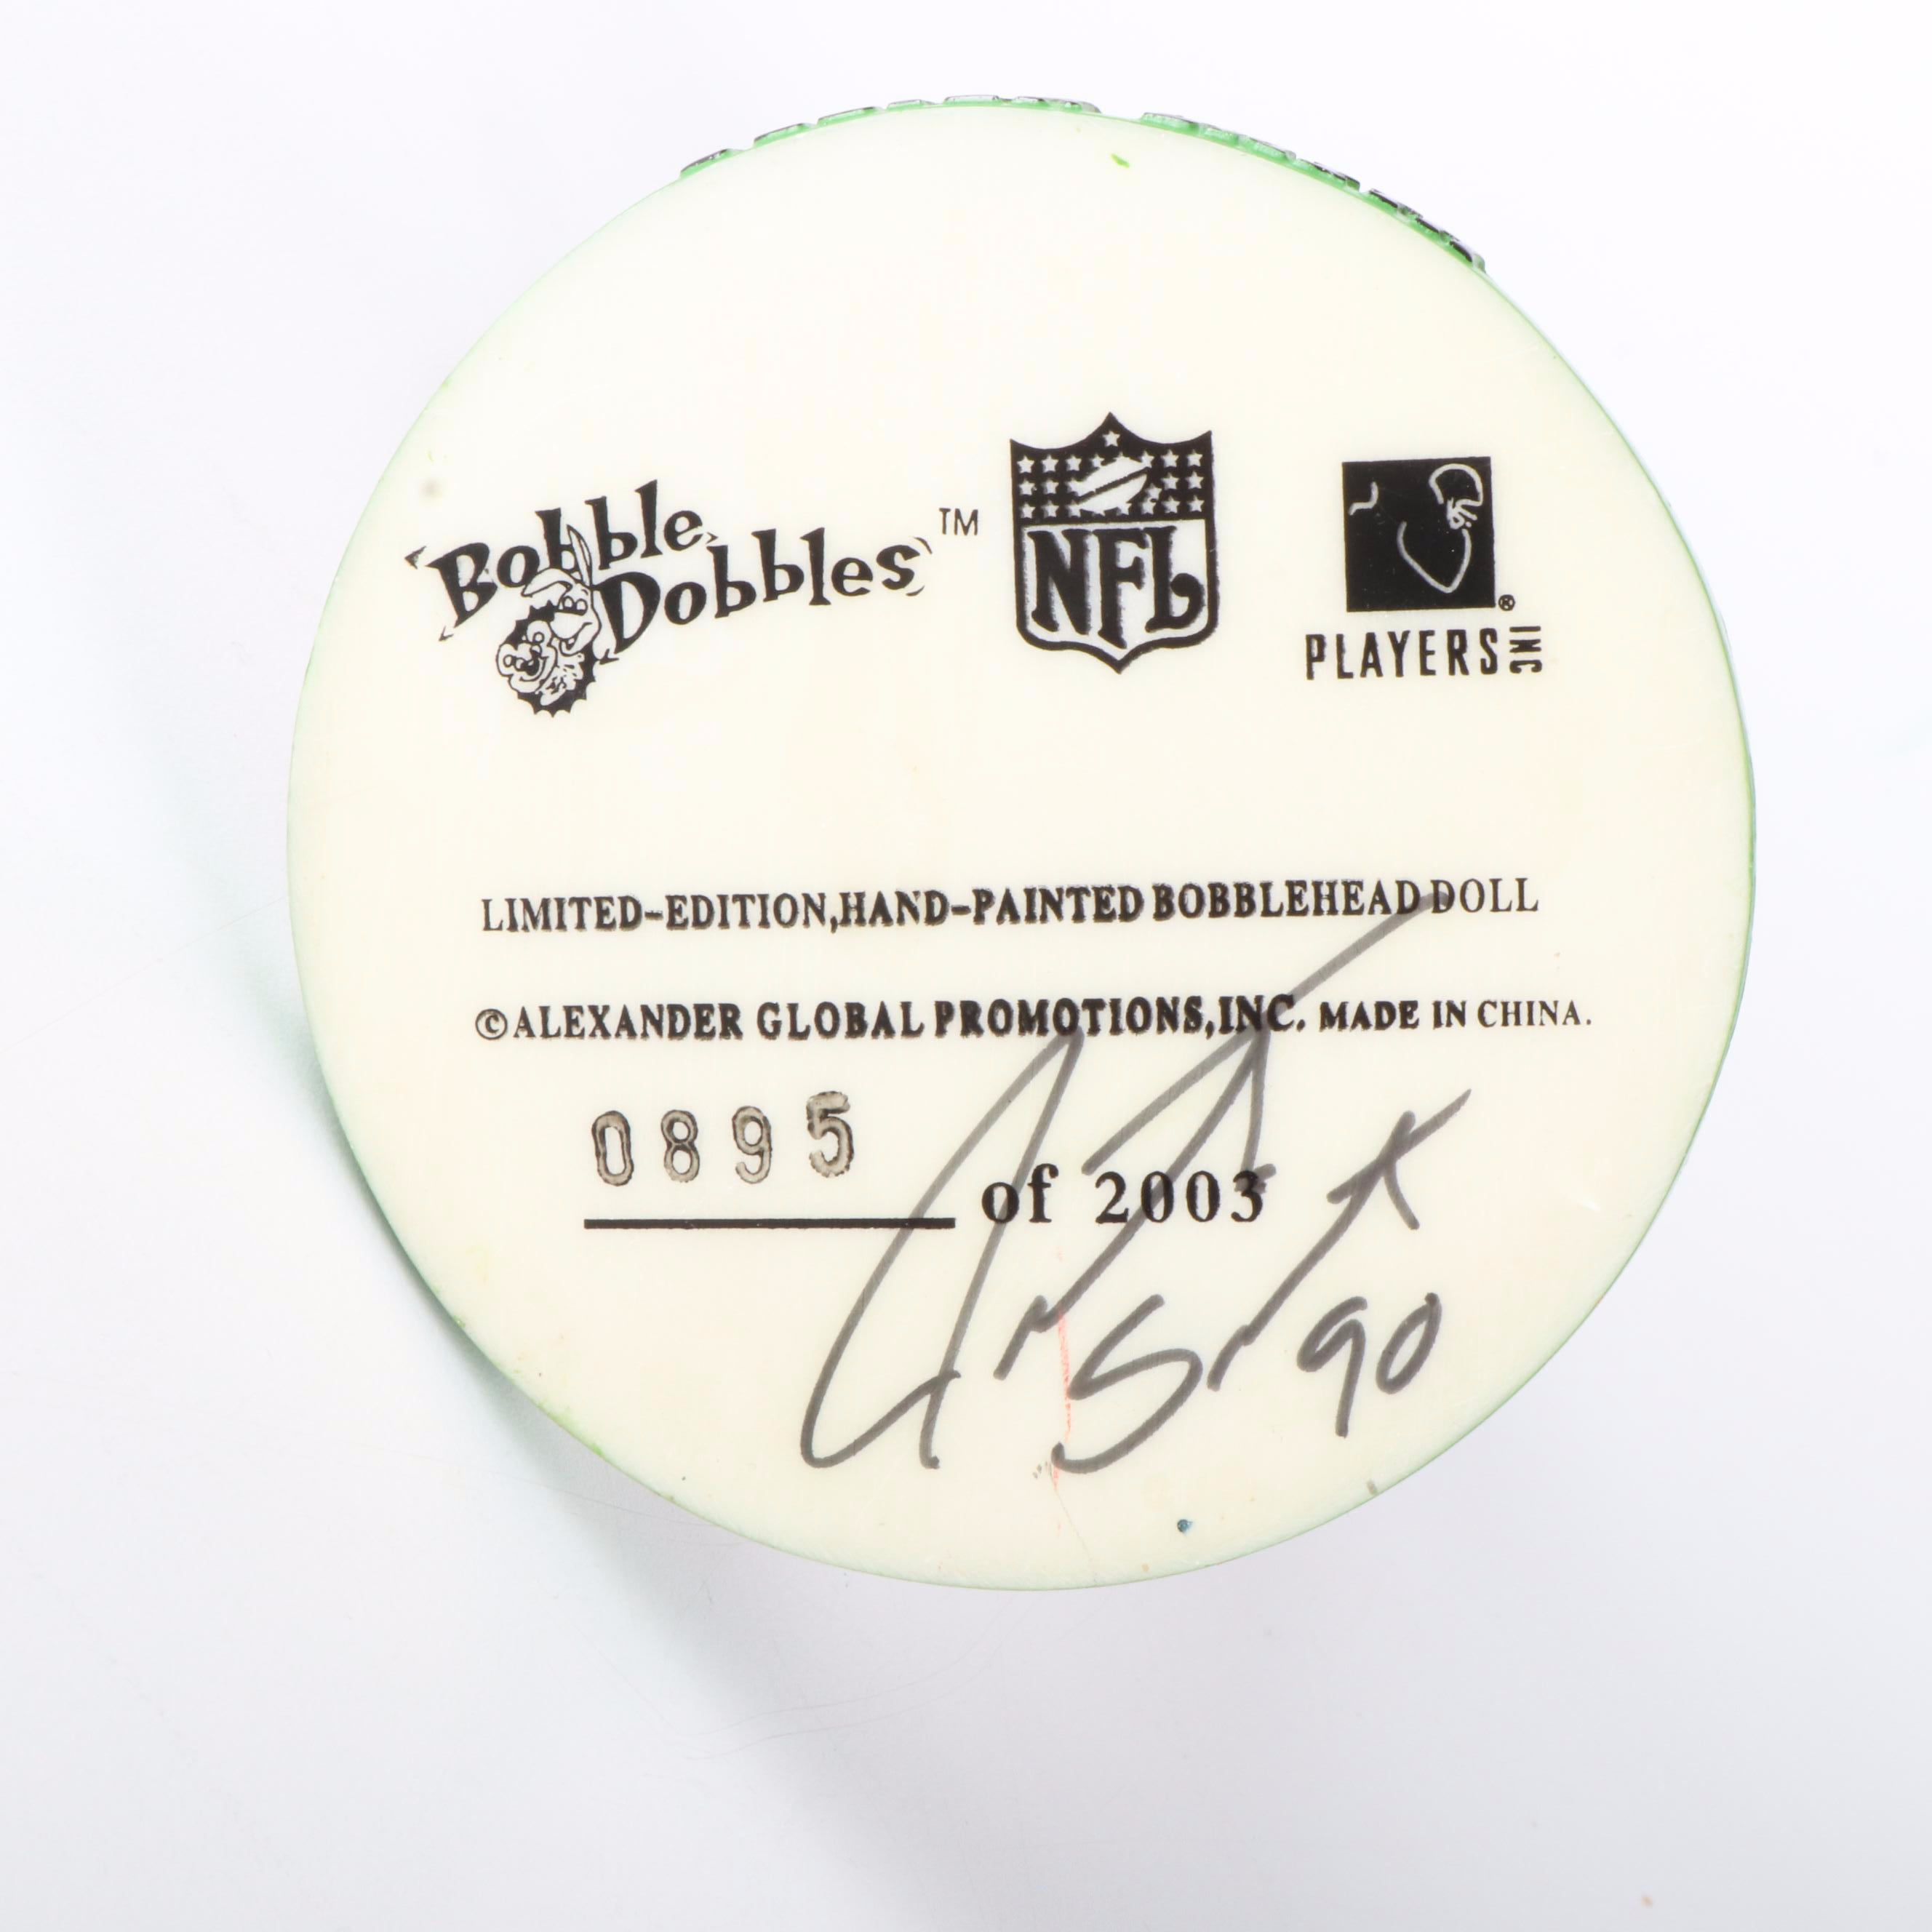 Bobble Dobbles™
NFL
PLAYERS INC ®
LIMITED-EDITION,HAND-PAINTED BOBBLEHEAD DOLL
©ALEXANDER GLOBAL PROMOTIONS,INC. MADE IN CHINA.
0895 of 2003
90